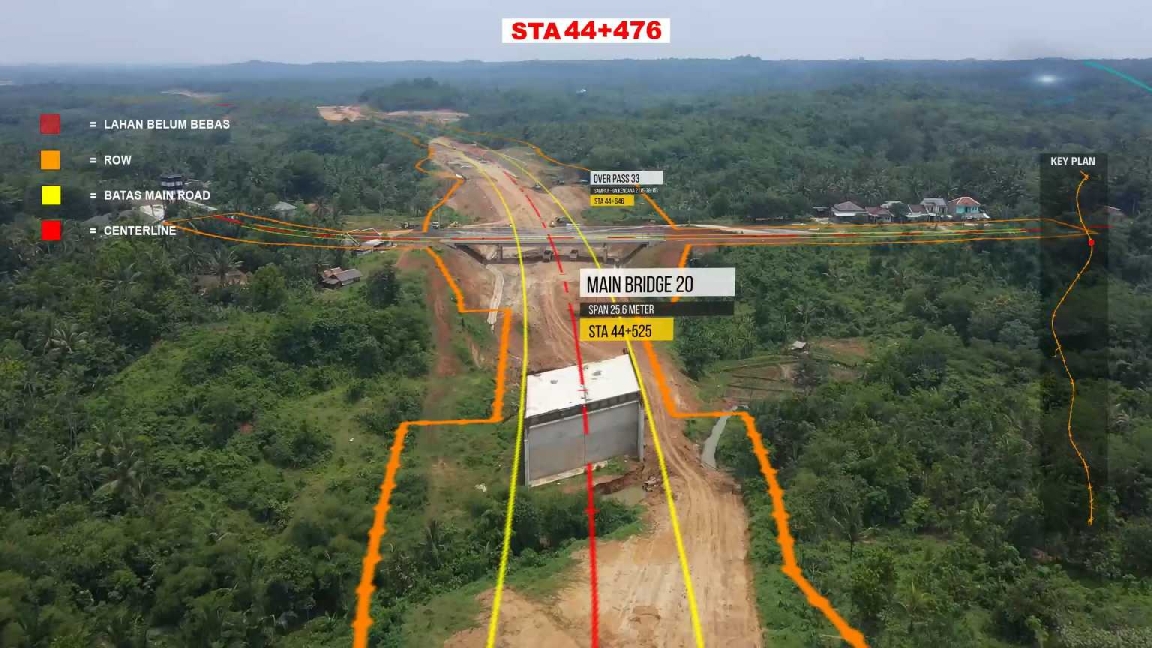 STA 44+476
= LAHAN BELUM BEBAS
= ROW
= BATAS MAIN ROAD
= CENTERLINE
OVER PASS 33
STA 44+646
KEY PLAN
MAIN BRIDGE 20
SPAN 25.6 METER
STA 44+525